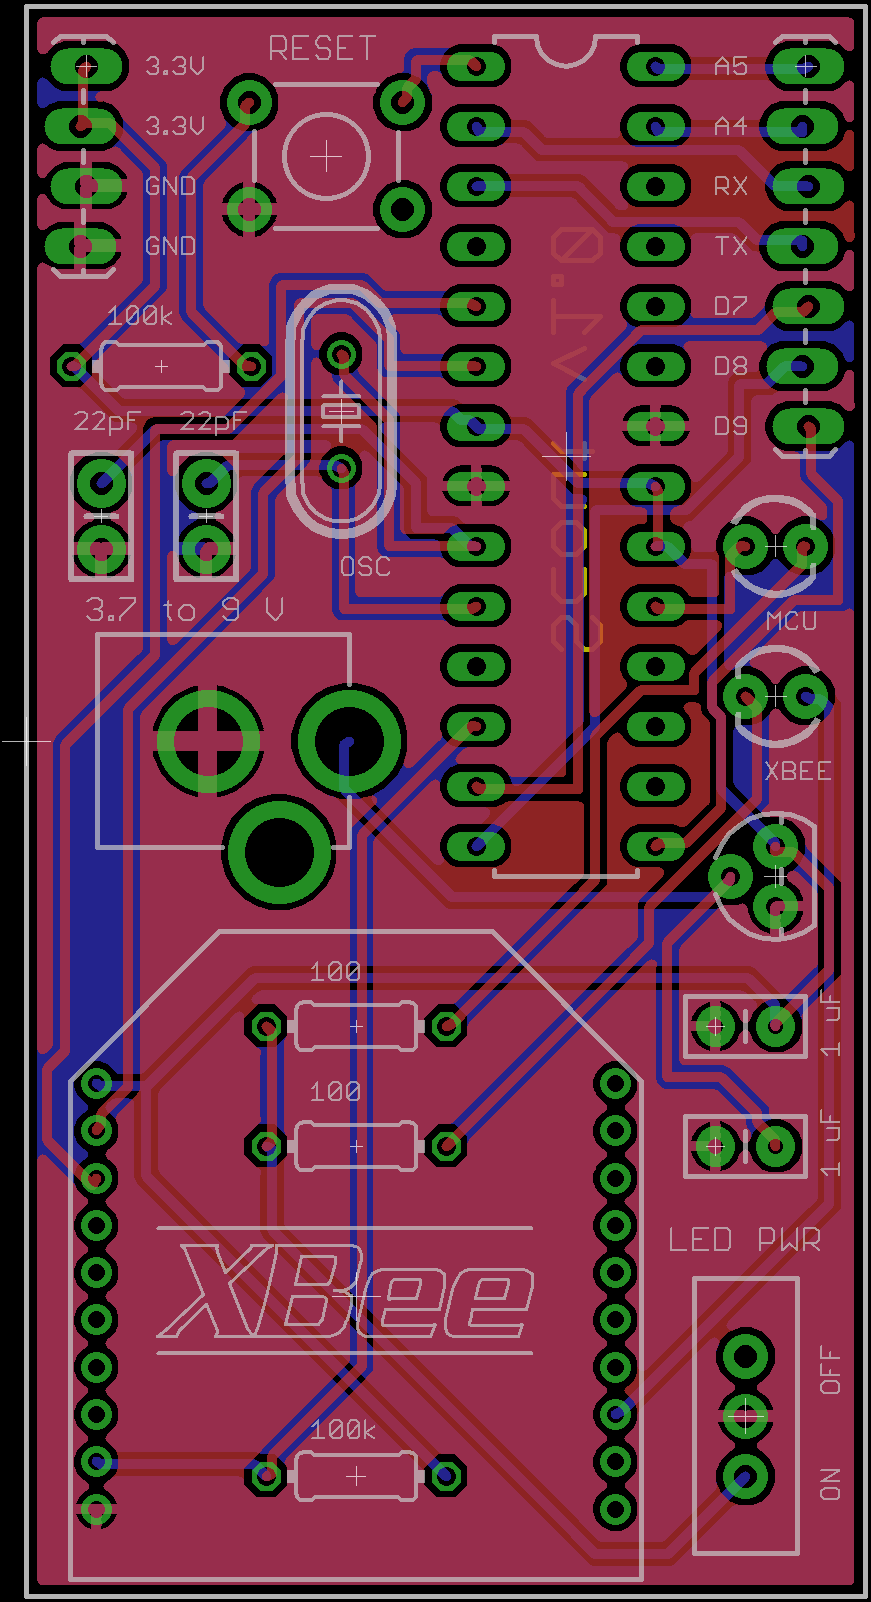 RESET
3.3V
3.3V
GND
GND
A5
A4
RX
TX
D7
D8
D9
100k
22pF
22pF
OSC
3.7 to 9 V
MCU
XBEE
100
100
1 uF
1 uF
LED PWR
XBee
OFF
ON
100k